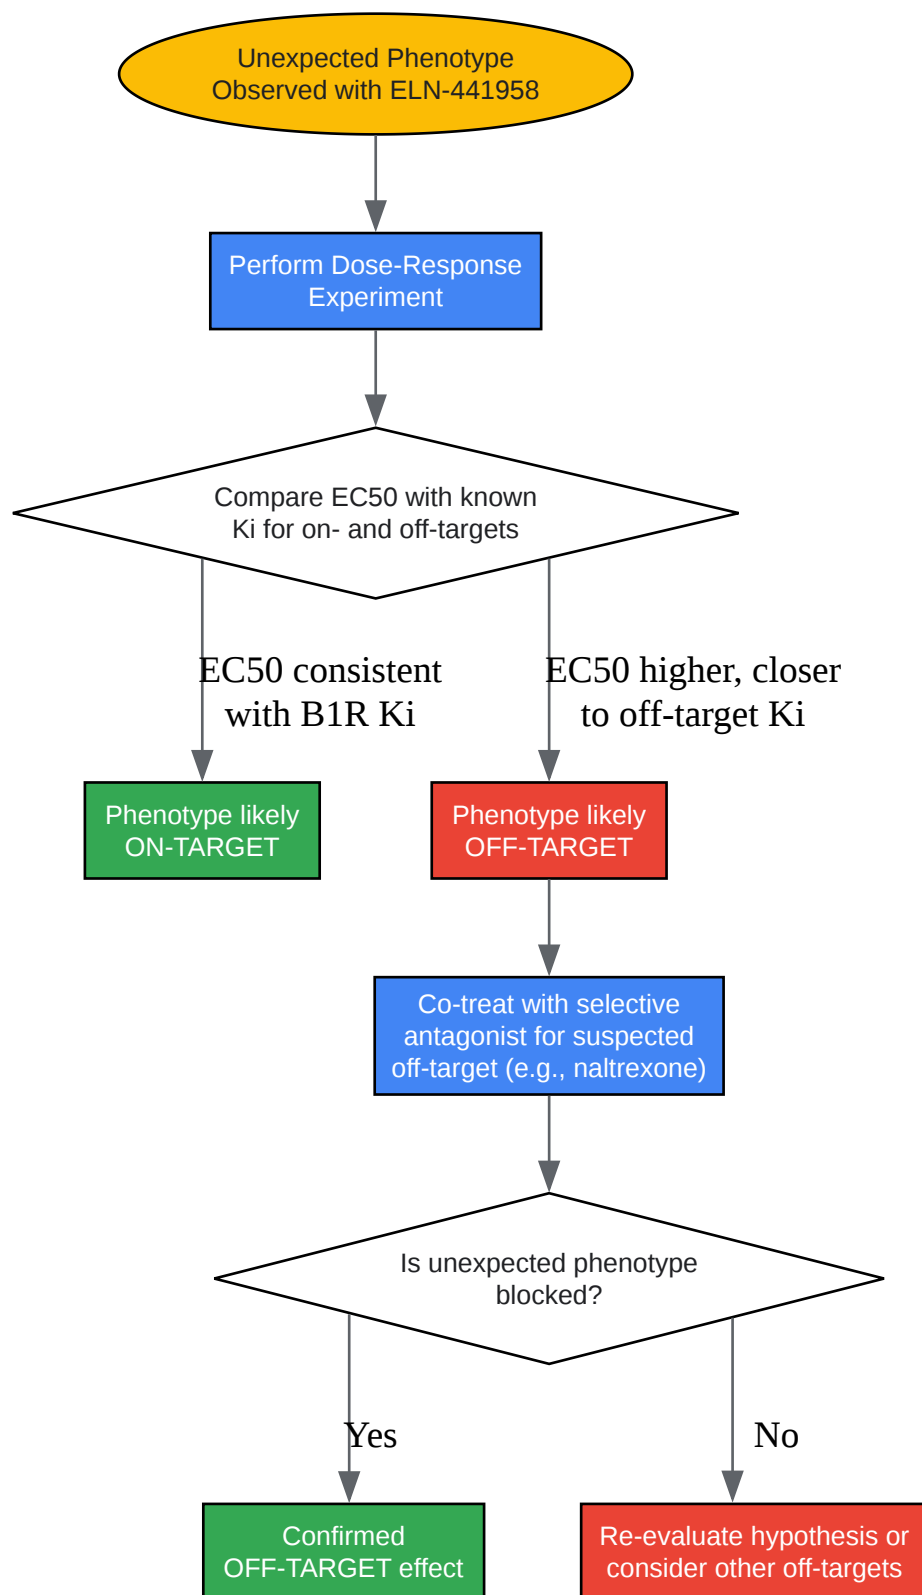 Unexpected Phenotype
Observed with ELN-441958
Perform Dose-Response
Experiment
Compare EC50 with known
Ki for on- and off-targets
EC50 consistent
with B1R Ki
EC50 higher, closer
to off-target Ki
Phenotype likely
ON-TARGET
Phenotype likely
OFF-TARGET
Co-treat with selective
antagonist for suspected
off-target (e.g., naltrexone)
Is unexpected phenotype
blocked?
Yes
No
Confirmed
OFF-TARGET effect
Re-evaluate hypothesis or
consider other off-targets